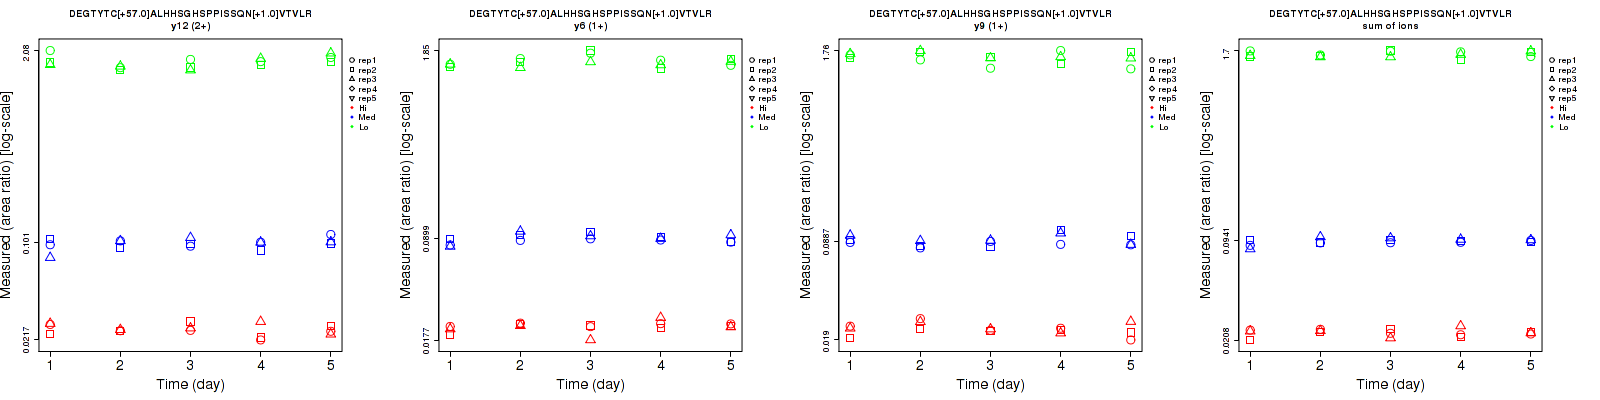 DEGTYTC[+57.0]ALHHSGHSPPISSQN[+1.0]VTVLR
y12 (2+)
Measured (area ratio) [log-scale]
2.08
0.101
0.0217
1 2 3 4 5
Time (day)
rep1
rep2
rep3
rep4
rep5
Hi
Med
Lo
DEGTYTC[+57.0]ALHHSGHSPPISSQN[+1.0]VTVLR
y6 (1+)
Measured (area ratio) [log-scale]
1.85
0.0899
0.0177
1 2 3 4 5
Time (day)
rep1
rep2
rep3
rep4
rep5
Hi
Med
Lo
DEGTYTC[+57.0]ALHHSGHSPPISSQN[+1.0]VTVLR
y9 (1+)
Measured (area ratio) [log-scale]
1.78
0.0887
0.019
1 2 3 4 5
Time (day)
rep1
rep2
rep3
rep4
rep5
Hi
Med
Lo
DEGTYTC[+57.0]ALHHSGHSPPISSQN[+1.0]VTVLR
sum of ions
Measured (area ratio) [log-scale]
1.7
0.0941
0.0208
1 2 3 4 5
Time (day)
rep1
rep2
rep3
rep4
rep5
Hi
Med
Lo